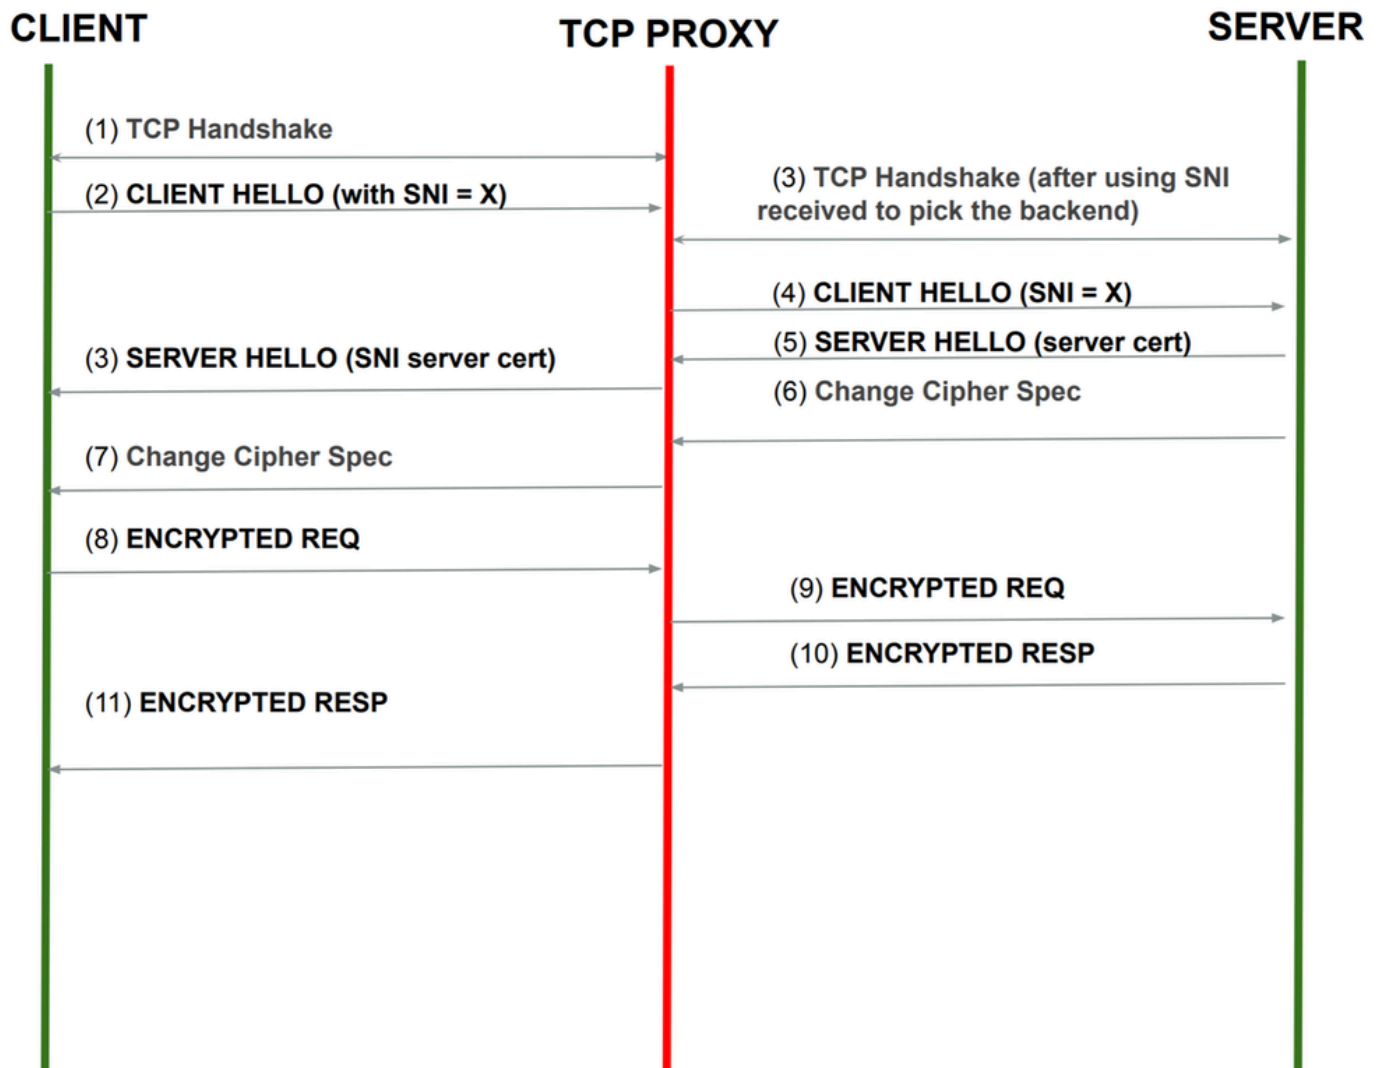 CLIENT
TCP PROXY
SERVER
(1) TCP Handshake
(2) CLIENT HELLO (with SNI = X)
(3) TCP Handshake (after using SNI
received to pick the backend)
(4) CLIENT HELLO (SNI = X)
(5) SERVER HELLO (server cert)
(3) SERVER HELLO (SNI server cert)
(6) Change Cipher Spec
(7) Change Cipher Spec
(8) ENCRYPTED REQ
(9) ENCRYPTED REQ
(10) ENCRYPTED RESP
(11) ENCRYPTED RESP